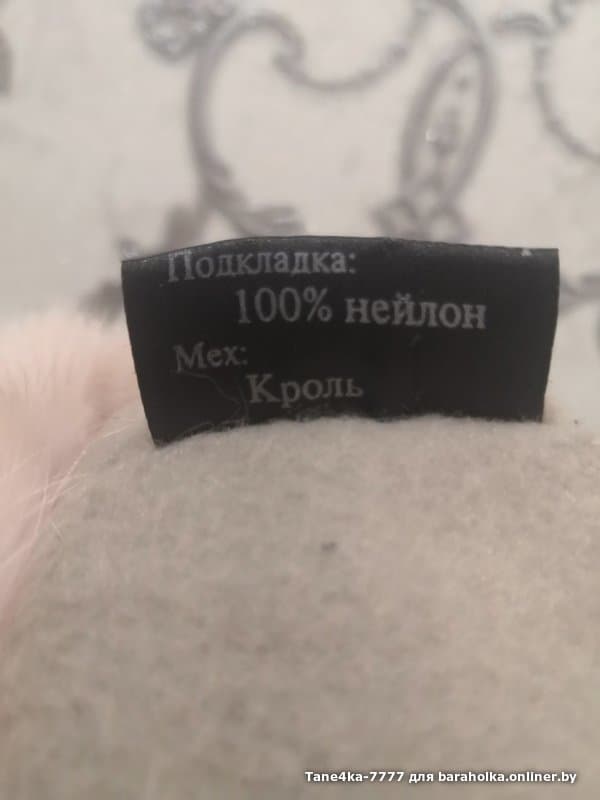 Подкладка:
100% нейлон
Мех:
Кроль
Tane4ka-7777 для baraholka.onliner.by